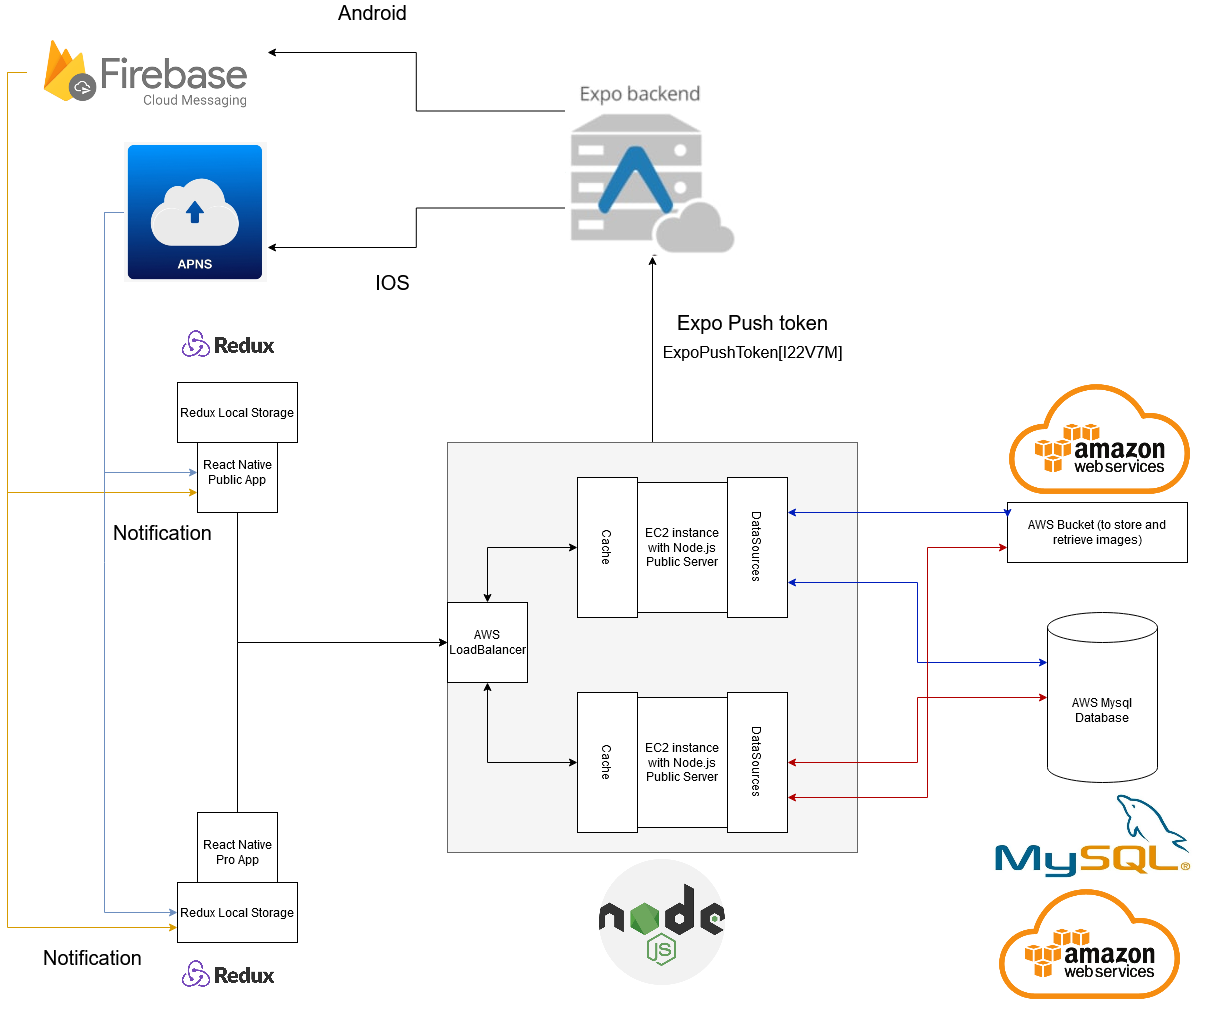 Android
Firebase
Cloud Messaging
Expo backend
APNS
IOS
Expo Push token
ExpoPushToken[I22V7M]
Redux
Redux Local Storage
React Native
Public App
Notification
AWS
LoadBalancer
Cache
EC2 instance
with Node.js
Public Server
DataSources
Cache
EC2 instance
with Node.js
Public Server
DataSources
amazon
web services
AWS Bucket (to store and
retrieve images)
AWS Mysql
Database
React Native
Pro App
Redux Local Storage
Notification
Redux
node
JS
MySQL®
amazon
web services